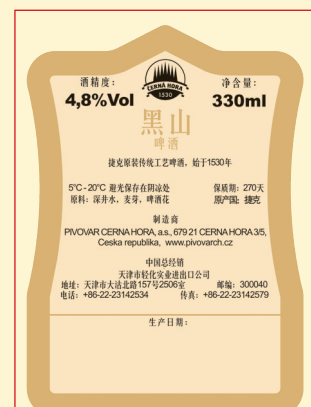 酒精度:
4,8%Vol
ČERNÁ HORA
1530
净含量:
330ml
黑山
啤酒
捷克原装传统工艺啤酒，始于1530年
5℃-20℃ 避光保存在阴凉处
保质期: 270天
原料: 深井水、麦芽、啤酒花
原产国: 捷克
制造商
PIVOVAR CERNA HORA, a.s., 679 21 CERNA HORA 3/5,
Ceska republika, www.pivovarch.cz
中国总经销
天津市轻化实业进出口公司
地址: 天津市大沽北路157号2506室
邮编: 300040
电话: +86-22-23142534
传真: +86-22-23142579
生产日期: